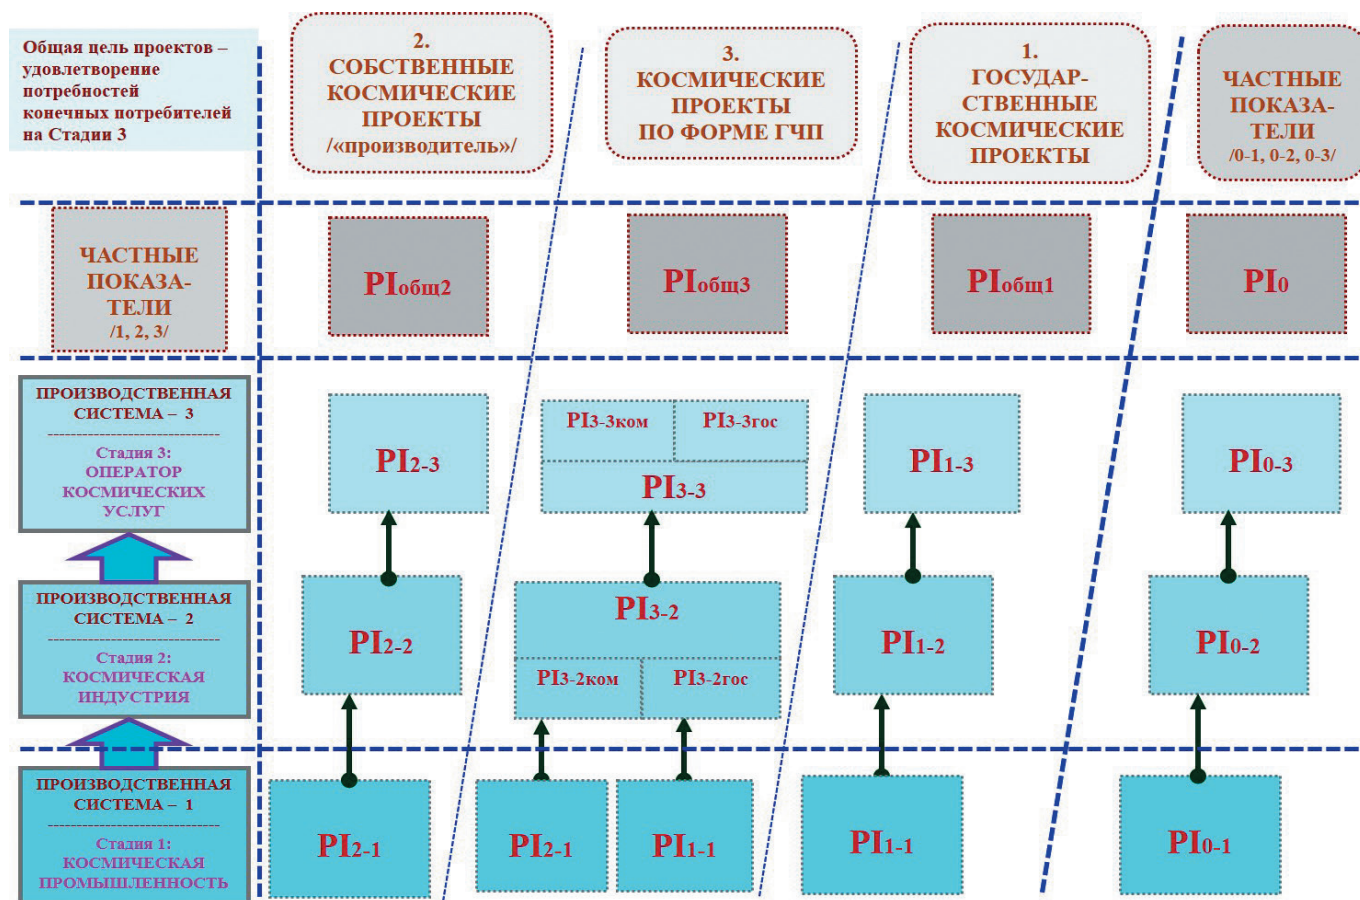 Общая цель проектов –
удовлетворение
потребностей
конечных потребителей
на Стадии 3
2.
СОБСТВЕННЫЕ
КОСМИЧЕСКИЕ
ПРОЕКТЫ
/«производитель»/
3.
КОСМИЧЕСКИЕ
ПРОЕКТЫ
ПО ФОРМЕ ГЧП
1.
ГОСУДАР-
СТВЕННЫЕ
КОСМИЧЕСКИЕ
ПРОЕКТЫ
ЧАСТНЫЕ
ПОКАЗА-
ТЕЛИ
/0-1, 0-2, 0-3/
ЧАСТНЫЕ
ПОКАЗА-
ТЕЛИ
/1, 2, 3/
PIобщ2
PIобщ3
PIобщ1
PI0
ПРОИЗВОДСТВЕННАЯ
СИСТЕМА – 3
------------------------------
Стадия 3:
ОПЕРАТОР
КОСМИЧЕСКИХ
УСЛУГ
PI2-3
PI3-3ком
PI3-3гос
PI3-3
PI1-3
PI0-3
ПРОИЗВОДСТВЕННАЯ
СИСТЕМА – 2
------------------------------
Стадия 2:
КОСМИЧЕСКАЯ
ИНДУСТРИЯ
PI2-2
PI3-2
PI3-2ком
PI3-2гос
PI1-2
PI0-2
ПРОИЗВОДСТВЕННАЯ
СИСТЕМА – 1
------------------------------
Стадия 1:
КОСМИЧЕСКАЯ
ПРОМЫШЛЕННОСТЬ
PI2-1
PI2-1
PI1-1
PI1-1
PI0-1